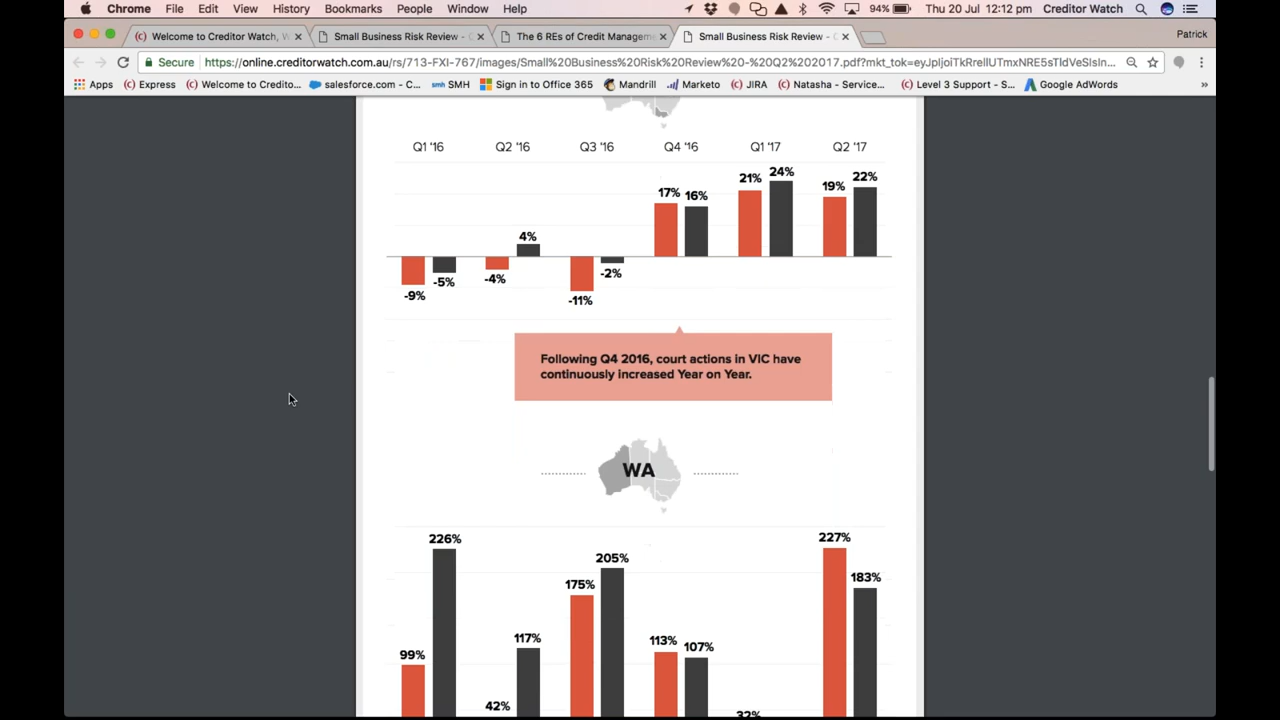 Chrome File Edit View History Bookmarks People Window Help 94% Thu 20 Jul 12:12 pm Creditor Watch
Welcome to Creditor Watch, W Small Business Risk Review - C The 6 REs of Credit Managem Small Business Risk Review - C Patrick
Secure https://online.creditorwatch.com.au/rs/713-FXI-767/images/Small%20Business%20Risk%20Review%20-%20Q2%202017.pdf?mkt_tok=
Apps Express Welcome to Credito... salesforce.com - C... SMH Sign in to Office 365 Mandrill Marketo JIRA Natasha - Service... Level 3 Support - S... Google AdWords »
Q1 '16 Q2 '16 Q3 '16 Q4 '16 Q1 '17 Q2 '17
-9% -5% -4% 4% -11% -2% 17% 16% 21% 24% 19% 22%
Following Q4 2016, court actions in VIC have
continuously increased Year on Year.
WA
99% 226% 42% 117% 175% 205% 113% 107% 32% 227% 183%